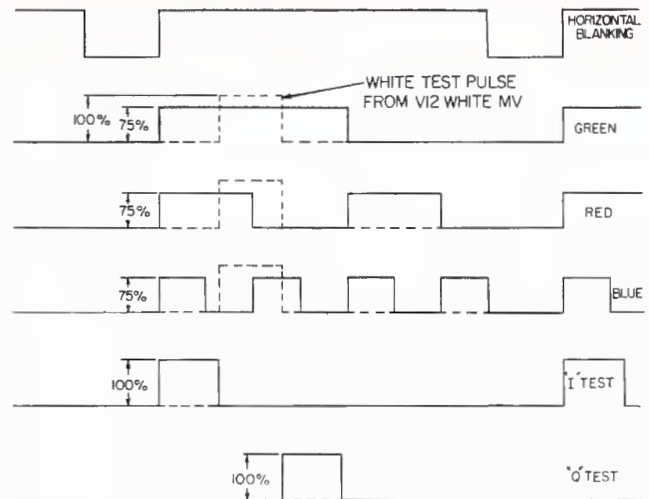 HORIZONTAL
BLANKING
WHITE TEST PULSE
FROM V12 WHITE MV
100%
75%
GREEN
75%
RED
75%
BLUE
100%
"I" TEST
100%
"Q" TEST